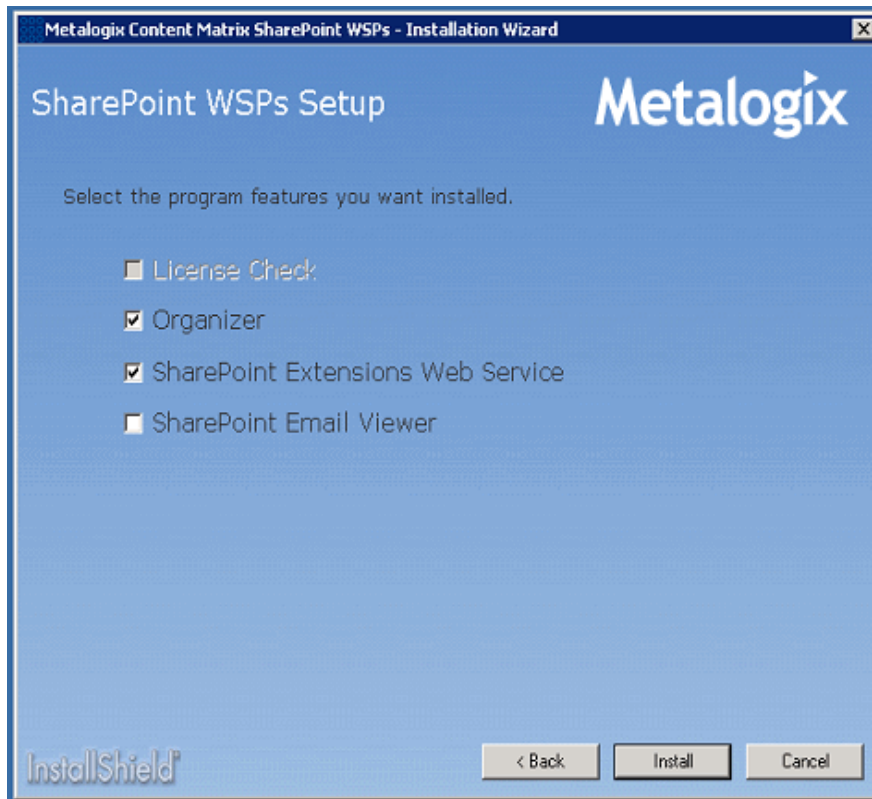 Metalogix Content Matrix SharePoint WSPs - Installation Wizard
SharePoint WSPs Setup
Metalogix
Select the program features you want installed.
License Check
Organizer
SharePoint Extensions Web Service
SharePoint Email Viewer
InstallShield®
< Back
Install
Cancel